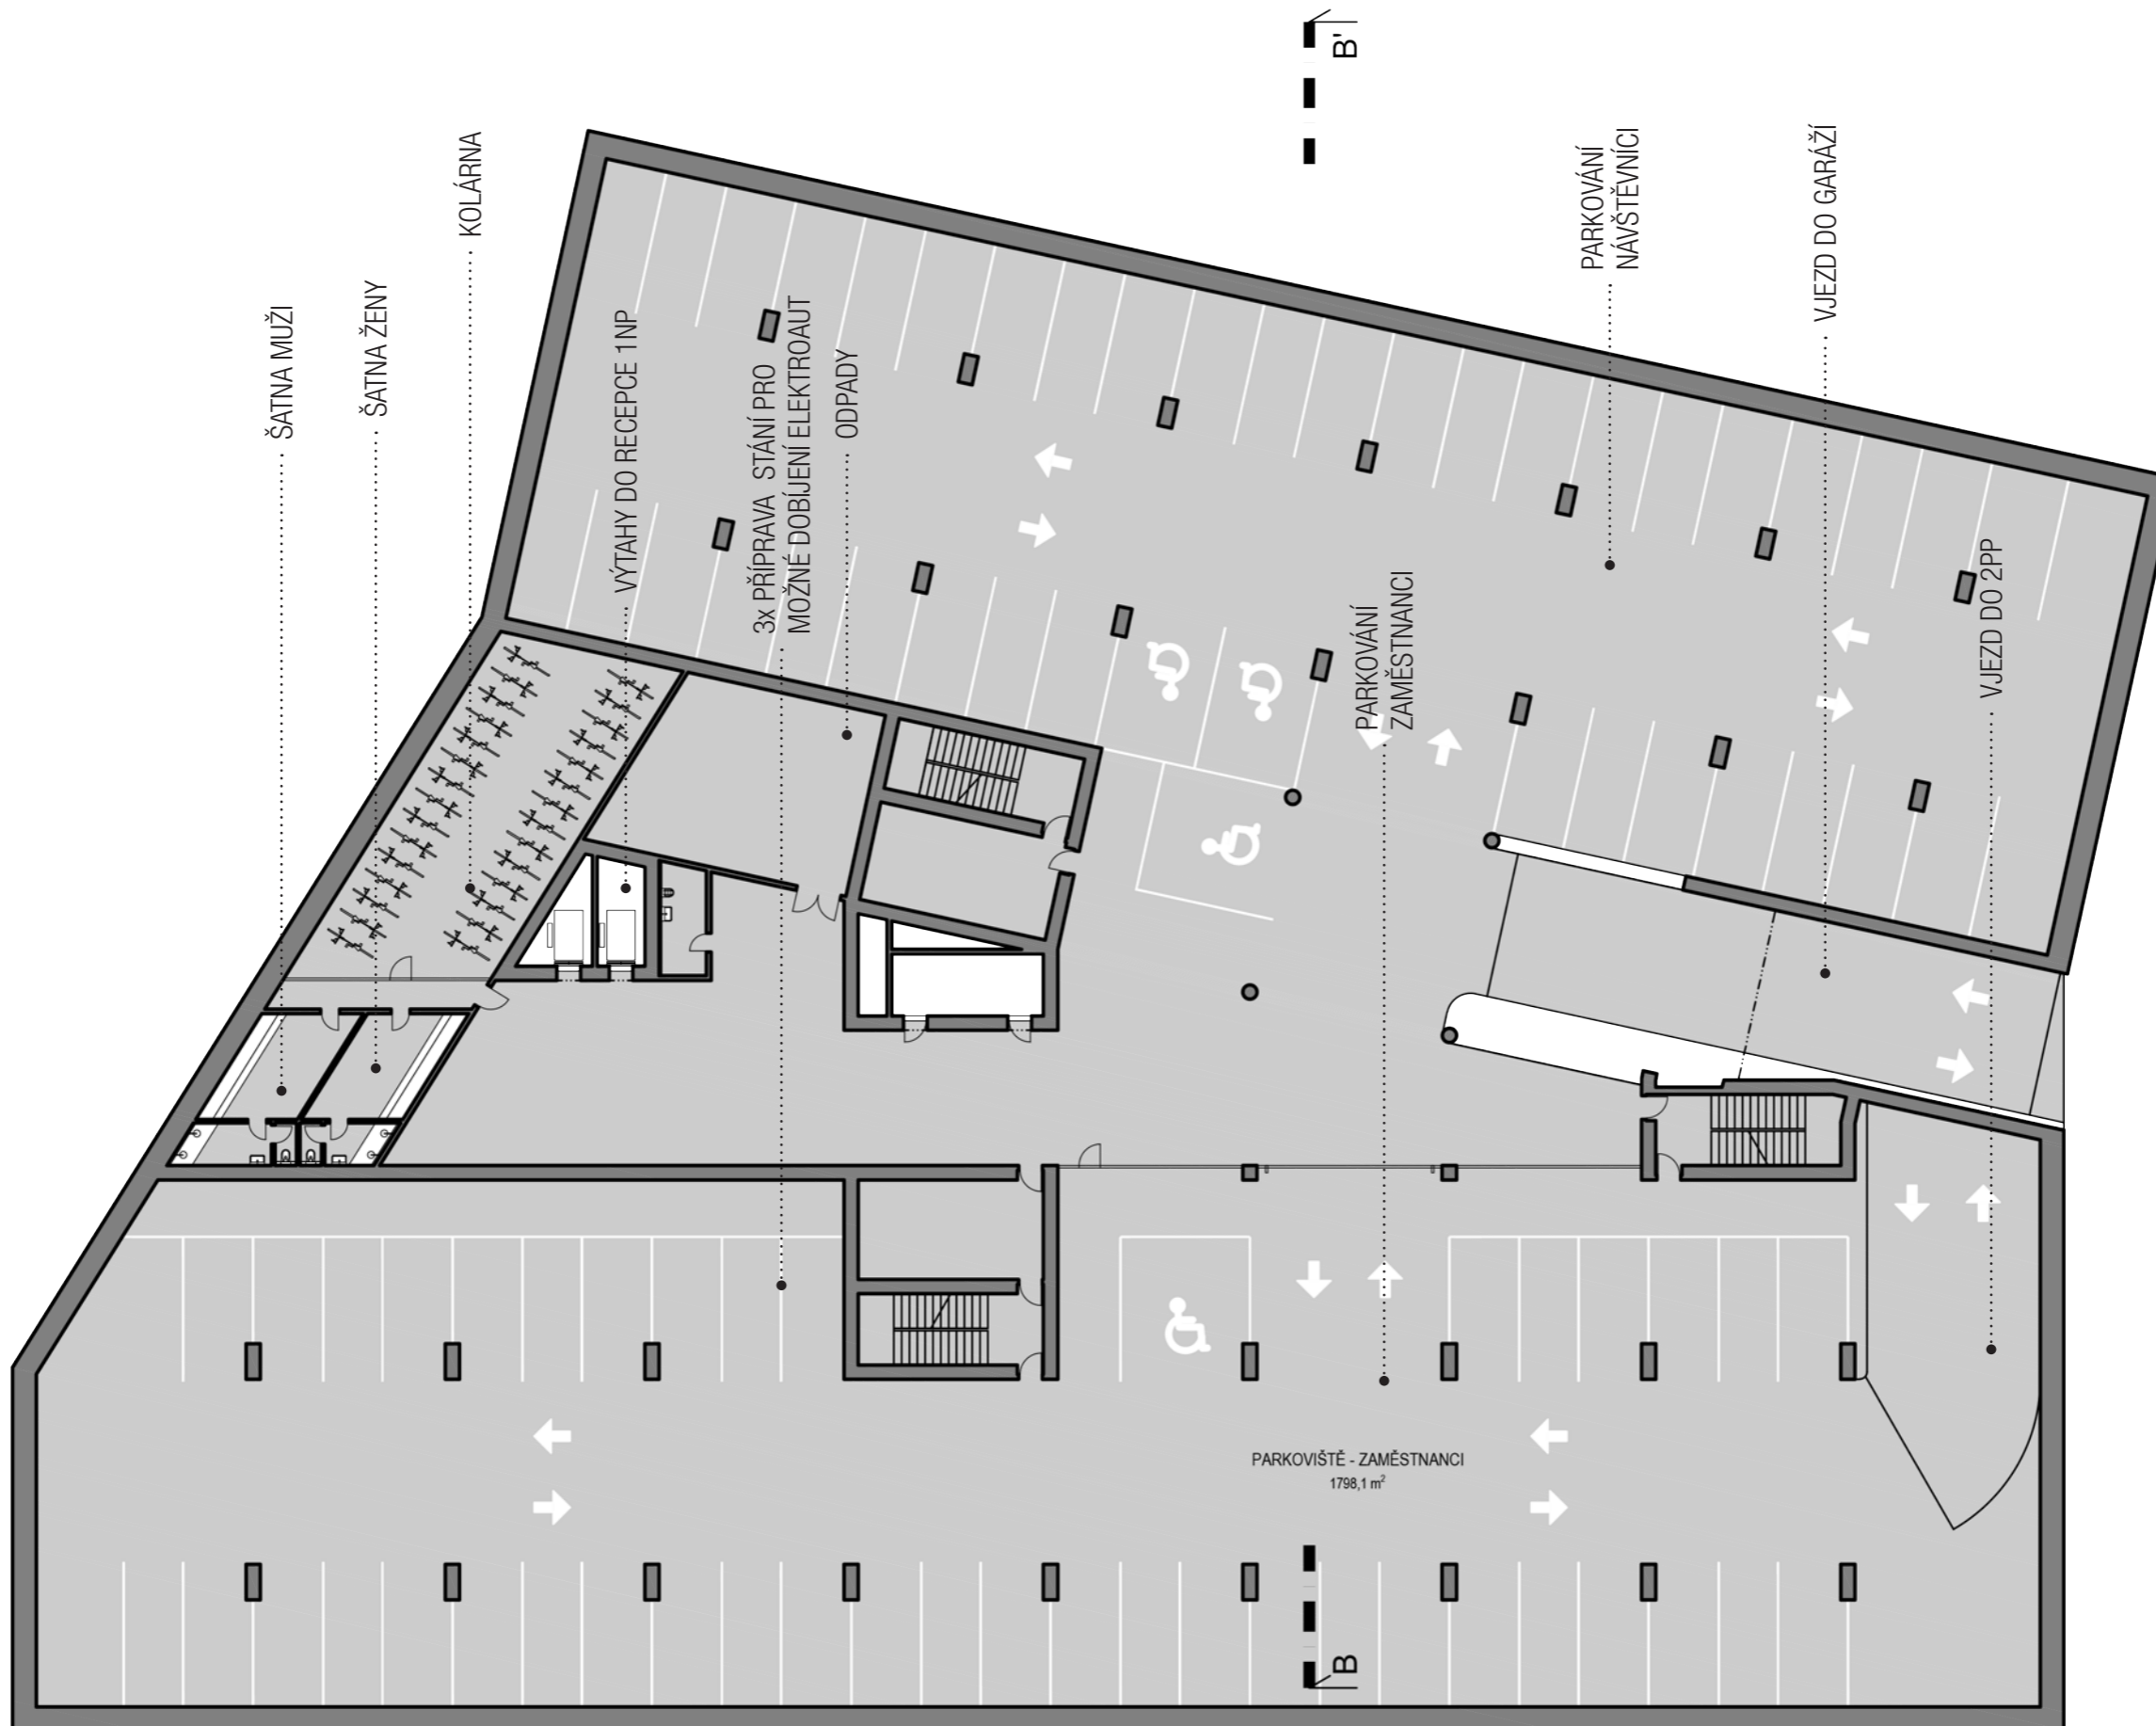 B'
KOLÁRNA
PARKOVÁNÍ
NÁVŠTĚVNÍCI
VJEZD DO GARÁŽÍ
ŠATNA MUŽI
ŠATNA ŽENY
VÝTAHY DO RECEPCE 1NP
3x PŘÍPRAVA STÁNÍ PRO
MOŽNÉ DOBÍJENÍ ELEKTROAUT
ODPADY
PARKOVÁNÍ
ZAMĚSTNANCI
VJEZD DO 2PP
PARKOVIŠTĚ - ZAMĚSTNANCI
1798,1 m²
B